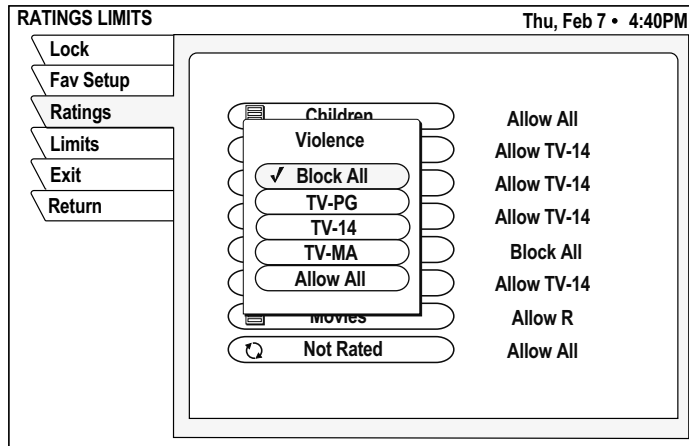 RATINGS LIMITS
Thu, Feb 7 • 4:40PM
Lock
Fav Setup
Ratings
Limits
Exit
Return
Children
Allow All
Violence
Allow TV-14
✓ Block All
Allow TV-14
TV-PG
TV-14
Allow TV-14
TV-MA
Block All
Allow All
Allow TV-14
Movies
Allow R
Not Rated
Allow All